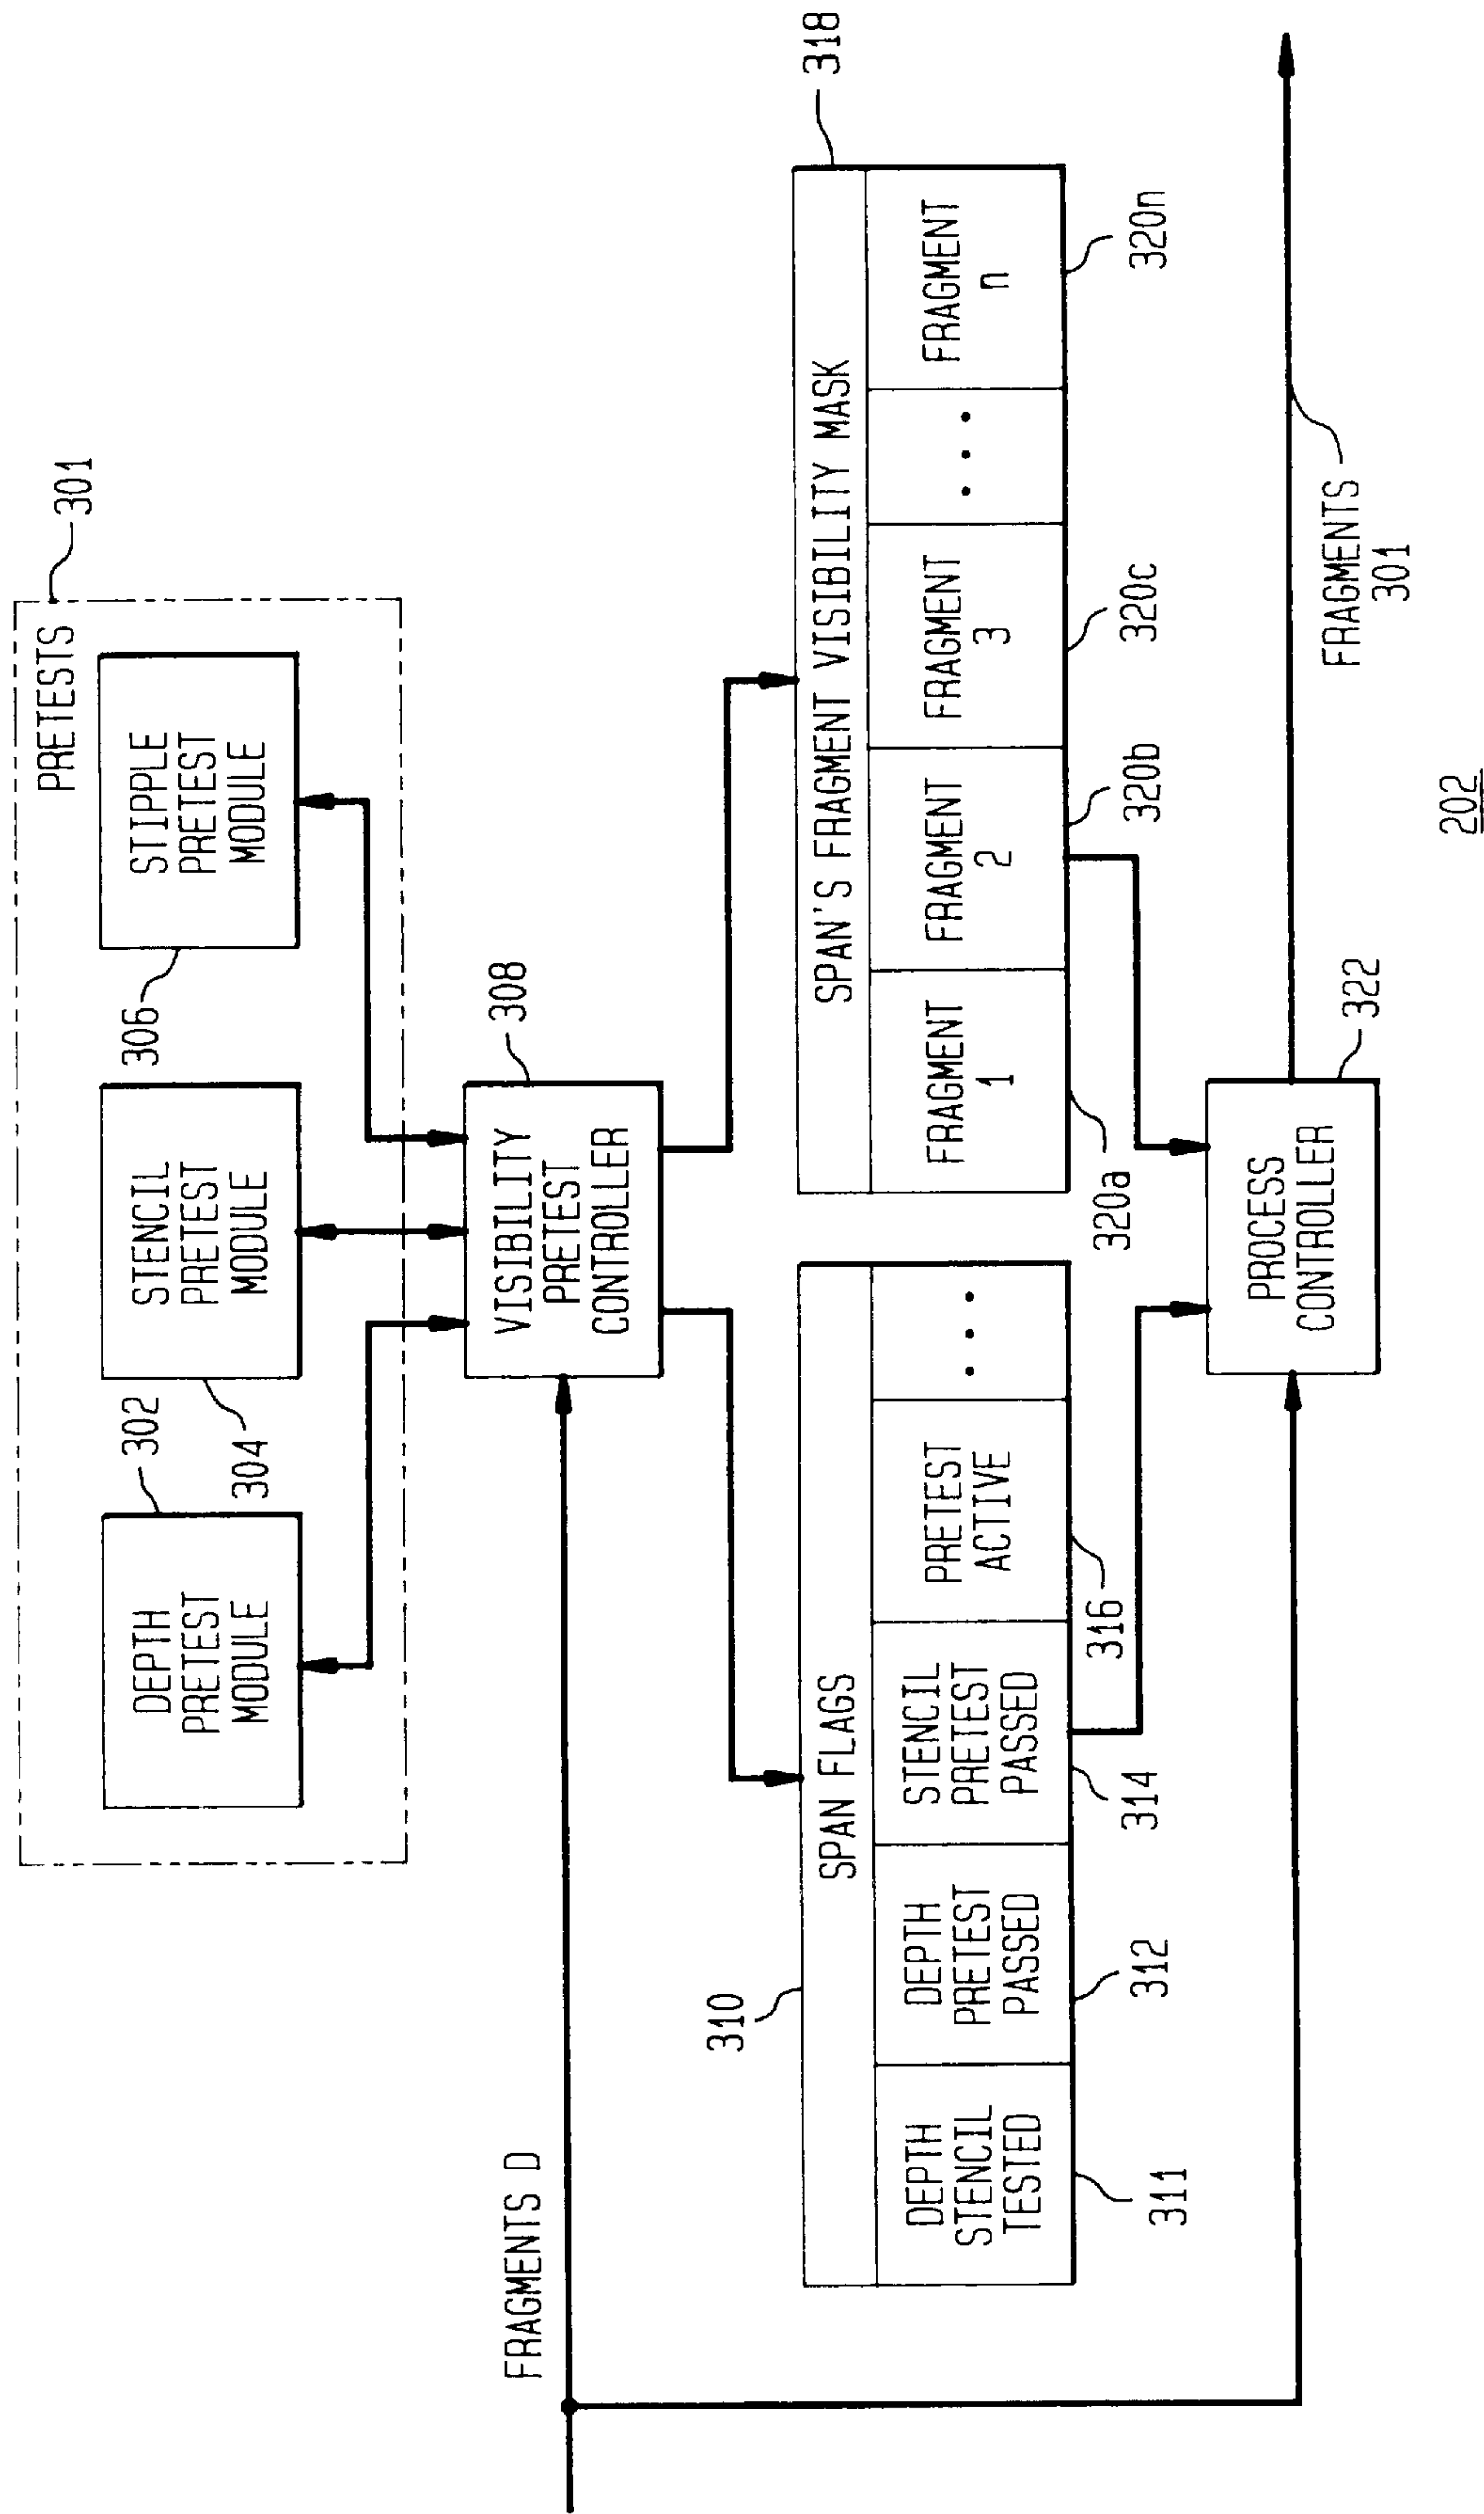 PRETESTS
301
DEPTH
PRETEST
MODULE
302
STENCIL
PRETEST
MODULE
304
STIPPLE
PRETEST
MODULE
306
FRAGMENTS D
VISIBILITY
PRETEST
CONTROLLER
308
310
SPAN FLAGS
DEPTH
STENCIL
TESTED
311
DEPTH
PRETEST
PASSED
312
STENCIL
PRETEST
PASSED
314
PRETEST
ACTIVE
316
...
318
SPAN'S FRAGMENT VISIBILITY MASK
FRAGMENT
1
320a
FRAGMENT
2
320b
FRAGMENT
3
320c
...
FRAGMENT
n
320n
PROCESS
CONTROLLER
322
FRAGMENTS
301
202